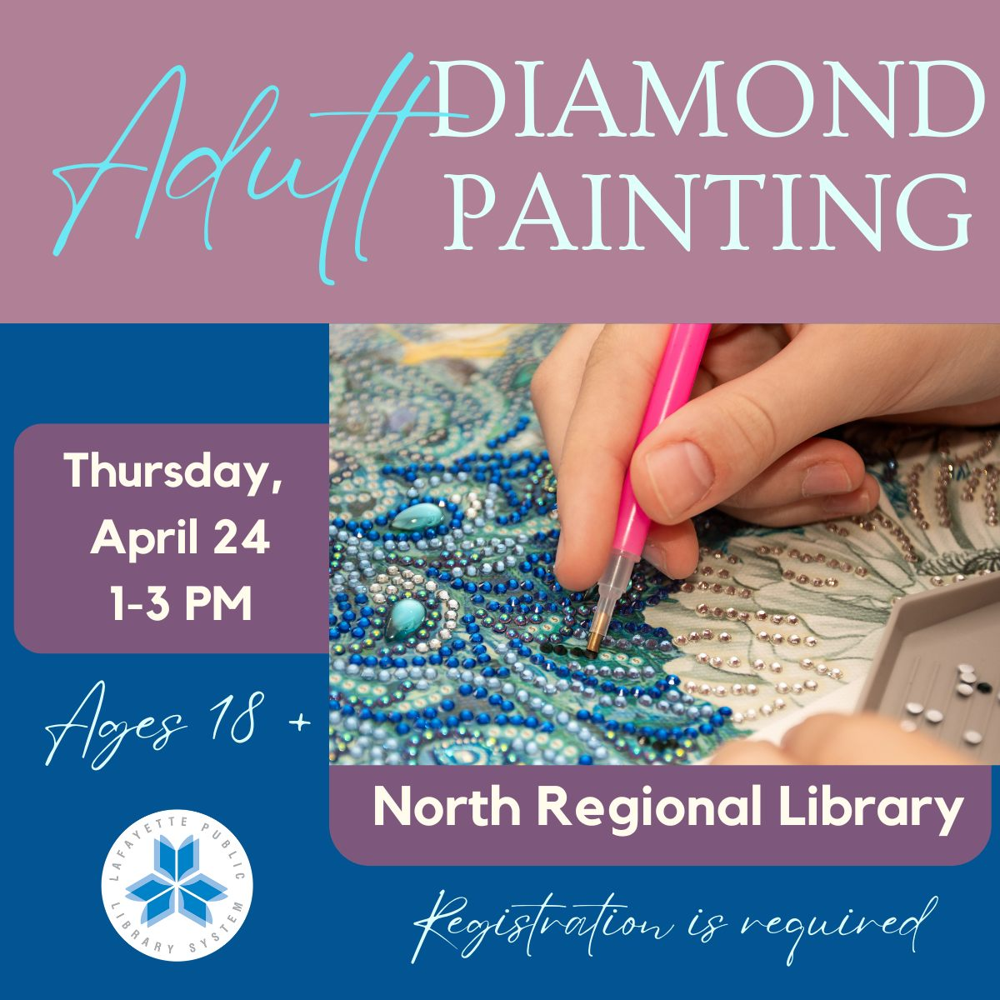 Adult DIAMOND
PAINTING
Thursday,
April 24
1-3 PM
Ages 18 +
North Regional Library
LAFAYETTE PUBLIC
LIBRARY SYSTEM
Registration is required